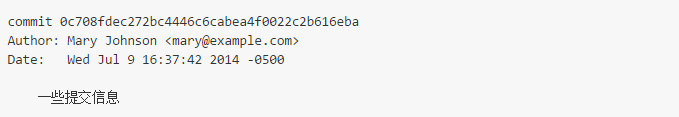 commit 0c708fdec272bc4446c6cabea4f0022c2b616eba
Author: Mary Johnson <mary@example.com>
Date:   Wed Jul 9 16:37:42 2014 -0500
一些提交信息